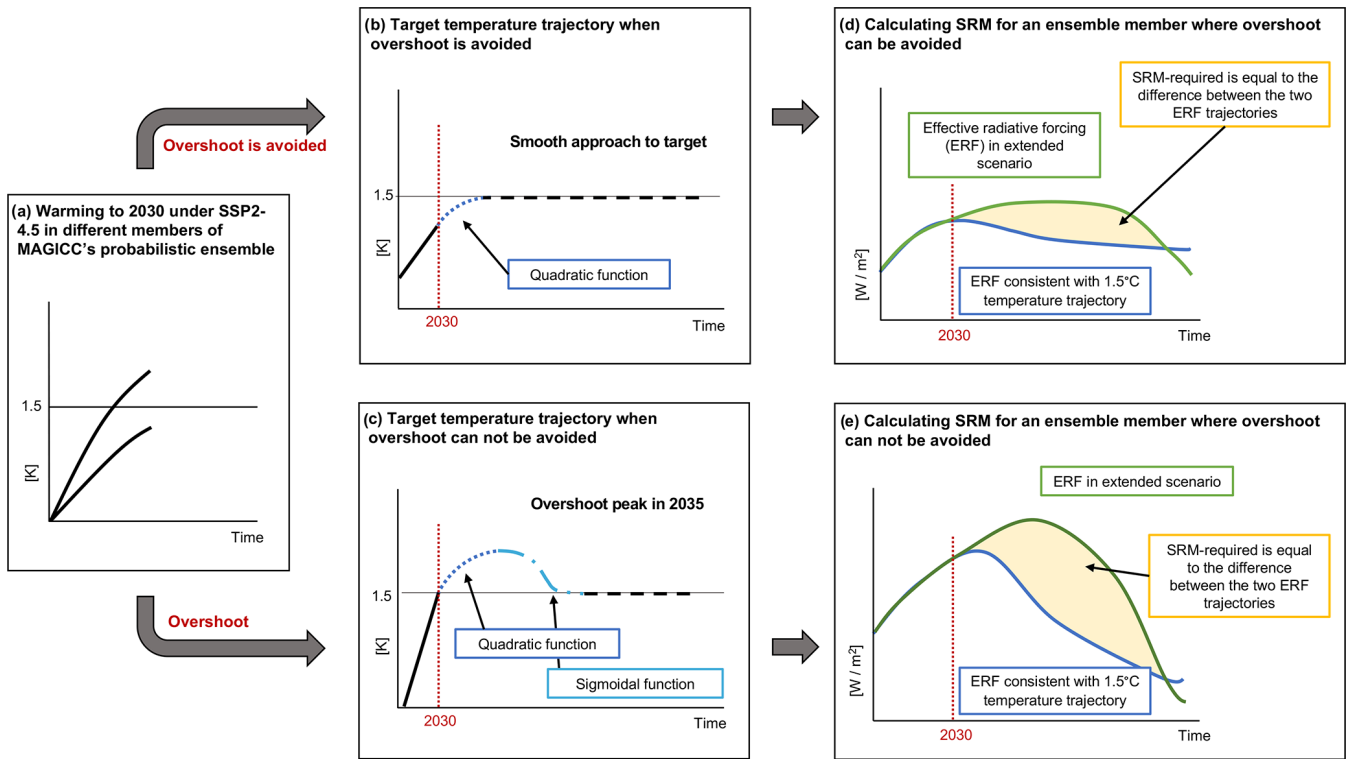 (a) Warming to 2030 under SSP2-
4.5 in different members of
MAGICC's probabilistic ensemble
1.5
[K]
Time
Overshoot is avoided
Overshoot
(b) Target temperature trajectory when
overshoot is avoided
Smooth approach to target
1.5
[K]
Quadratic function
2030
Time
(c) Target temperature trajectory when
overshoot can not be avoided
Overshoot peak in 2035
1.5
[K]
Quadratic function
Sigmoidal function
2030
Time
(d) Calculating SRM for an ensemble member where overshoot
can be avoided
SRM-required is equal to the
difference between the two
ERF trajectories
Effective radiative forcing
(ERF) in extended
scenario
[W / m²]
ERF consistent with 1.5°C
temperature trajectory
2030
Time
(e) Calculating SRM for an ensemble member where overshoot
can not be avoided
ERF in extended scenario
SRM-required is equal
to the difference
between the two ERF
trajectories
[W / m²]
ERF consistent with 1.5°C
temperature trajectory
2030
Time